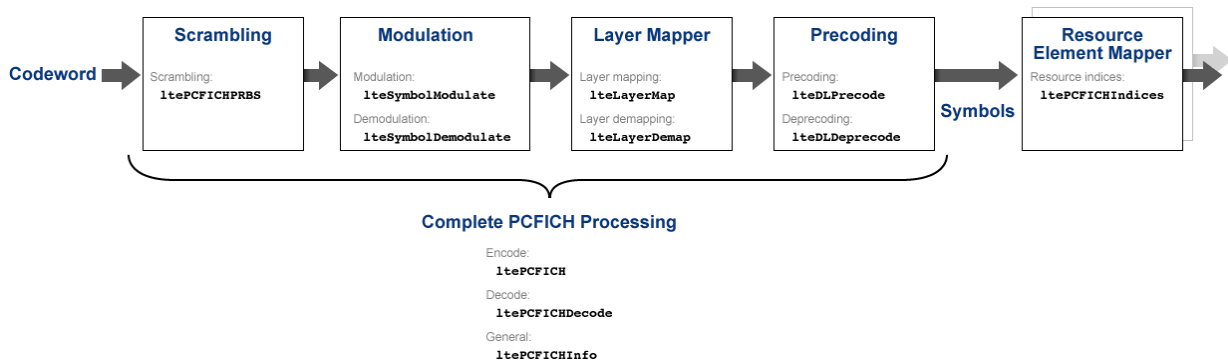 Codeword
Scrambling
Scrambling:
ltePCFICHPRBS
Modulation
Modulation:
lteSymbolModulate
Demodulation:
lteSymbolDemodulate
Layer Mapper
Layer mapping:
lteLayerMap
Layer demapping:
lteLayerDemap
Precoding
Precoding:
lteDLPrecode
Deprecoding:
lteDLDeprecode
Symbols
Resource
Element Mapper
Resource indices:
ltePCFICHIndices
Complete PCFICH Processing
Encode:
ltePCFICH
Decode:
ltePCFICHDecode
General:
ltePCFICHInfo